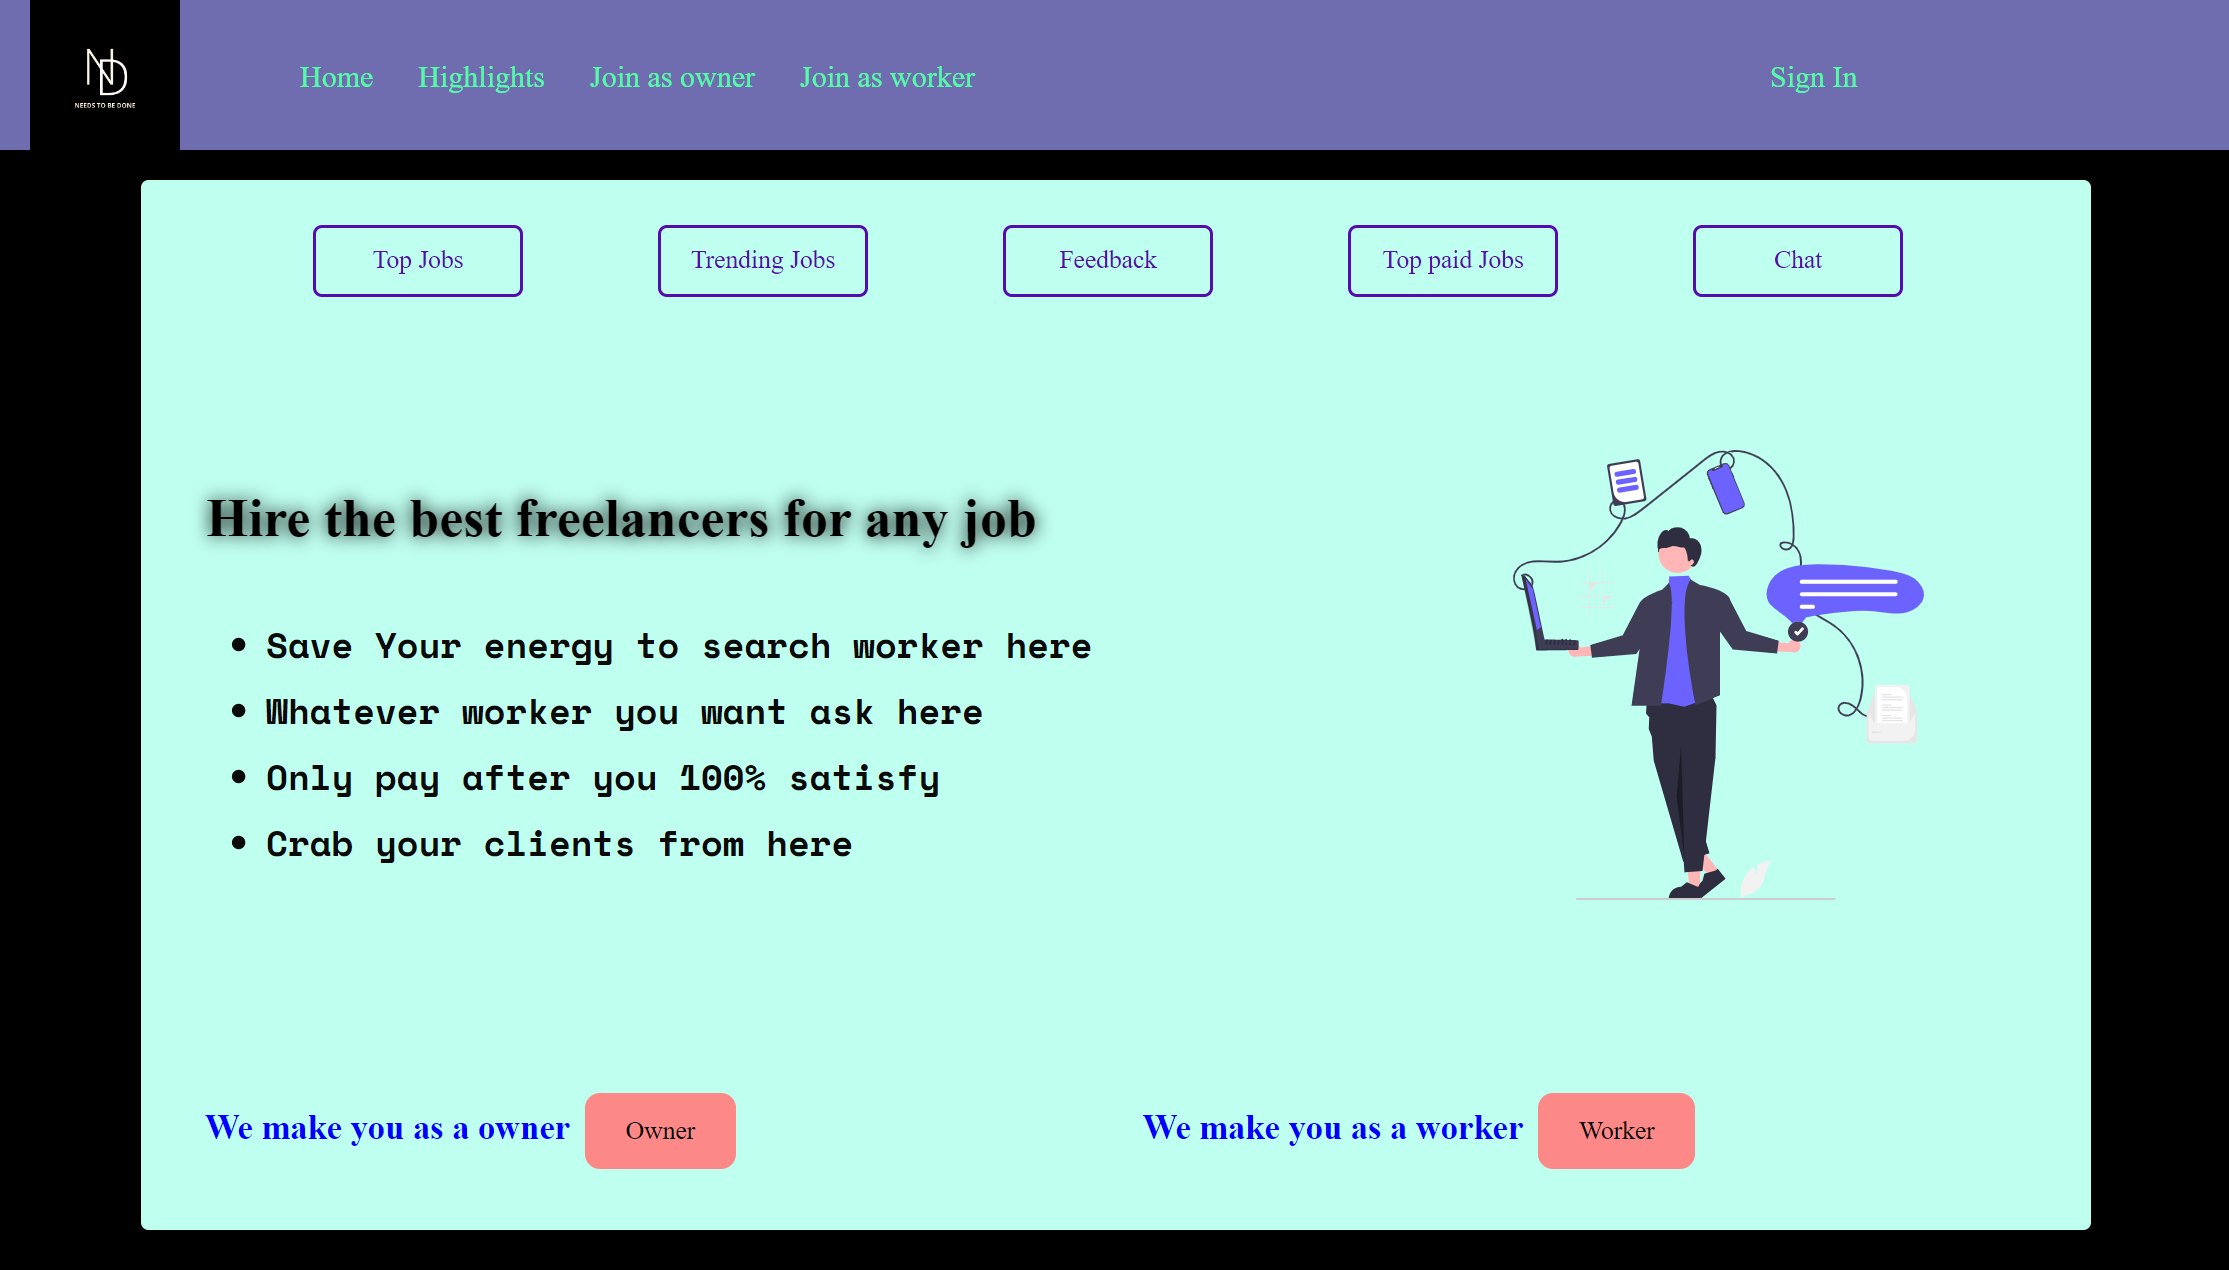 ND
NEEDS TO BE DONE
Home Highlights Join as owner Join as worker Sign In
Top Jobs Trending Jobs Feedback Top paid Jobs Chat
Hire the best freelancers for any job
Save Your energy to search worker here
Whatever worker you want ask here
Only pay after you 100% satisfy
Crab your clients from here
We make you as a owner Owner We make you as a worker Worker